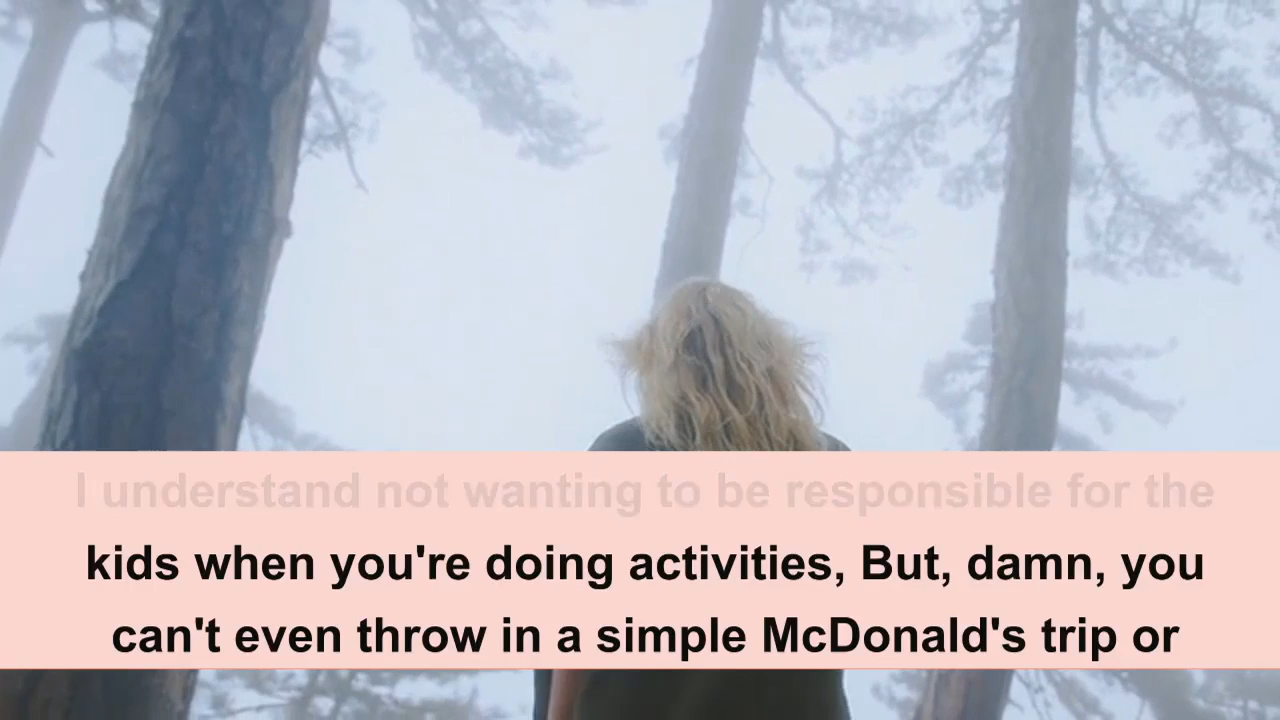 I understand not wanting to be responsible for the
kids when you're doing activities, But, damn, you
can't even throw in a simple McDonald's trip or